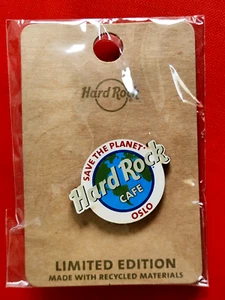 Hard Rock
SAVE THE PLANET
Hard Rock
CAFE
OSLO
LIMITED EDITION
MADE WITH RECYCLED MATERIALS